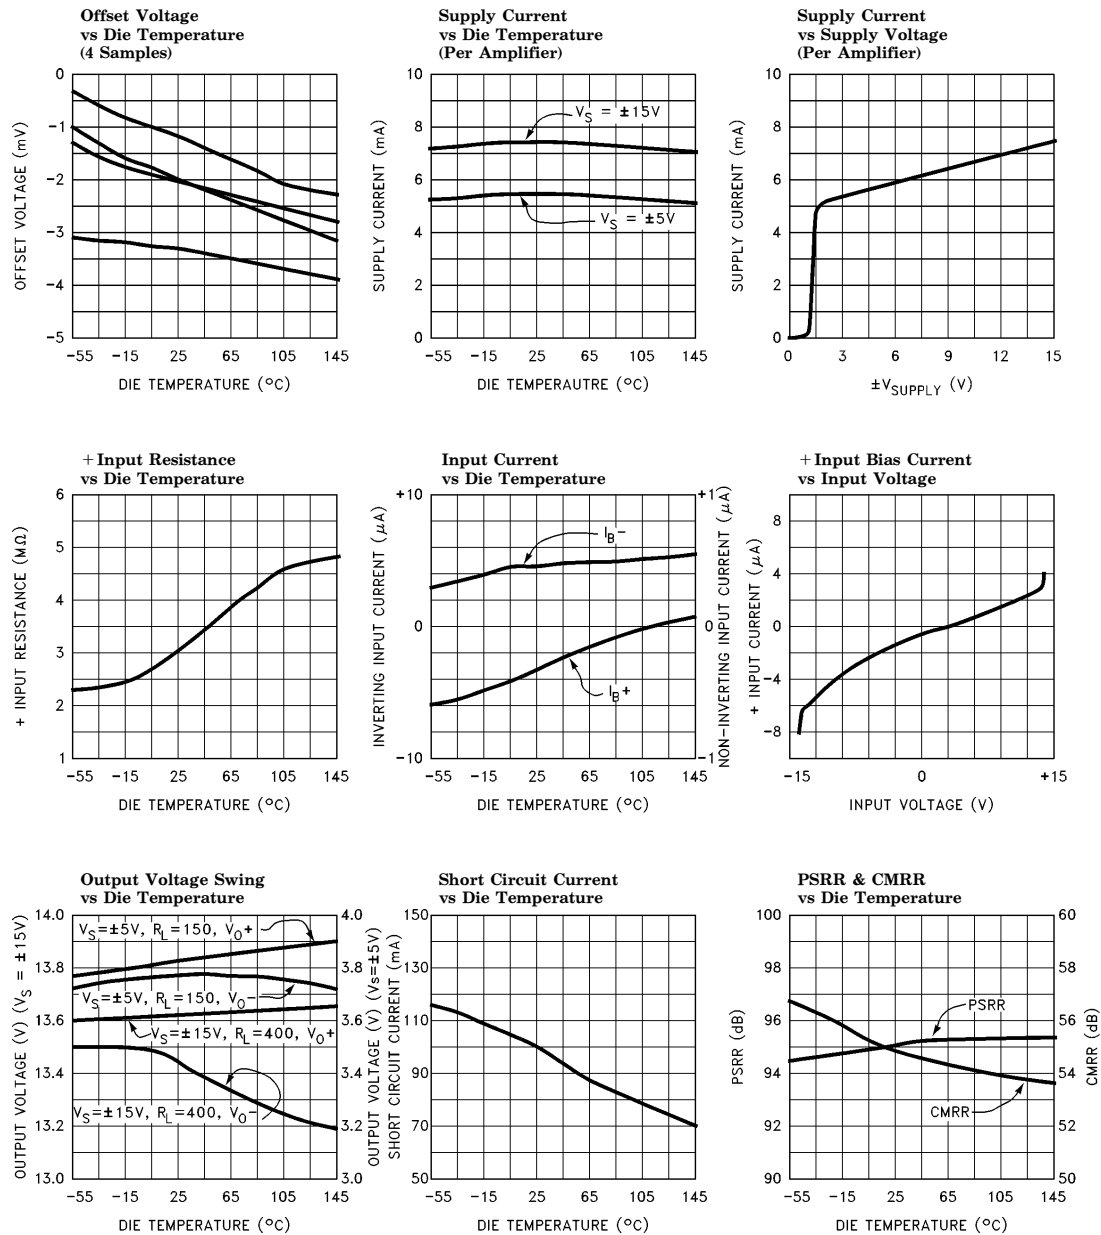 Offset Voltage
vs Die Temperature
(4 Samples)
0
-1
-2
-3
-4
-5
OFFSET VOLTAGE (mV)
-55 -15 25 65 105 145
DIE TEMPERATURE (°C)
Supply Current
vs Die Temperature
(Per Amplifier)
10
8
6
4
2
0
SUPPLY CURRENT (mA)
VS = ±15V
VS = ±5V
-55 -15 25 65 105 145
DIE TEMPERAUTRE (°C)
Supply Current
vs Supply Voltage
(Per Amplifier)
10
8
6
4
2
0
SUPPLY CURRENT (mA)
0 3 6 9 12 15
±VSUPPLY (V)
+Input Resistance
vs Die Temperature
6
5
4
3
2
1
+ INPUT RESISTANCE (MΩ)
-55 -15 25 65 105 145
DIE TEMPERATURE (°C)
Input Current
vs Die Temperature
+10
0
-10
INVERTING INPUT CURRENT (μA)
IB-
IB+
+1
0
-1
NON-INVERTING INPUT CURRENT (μA)
-55 -15 25 65 105 145
DIE TEMPERATURE (°C)
+Input Bias Current
vs Input Voltage
8
4
0
-4
-8
+ INPUT CURRENT (μA)
-15 0 +15
INPUT VOLTAGE (V)
Output Voltage Swing
vs Die Temperature
14.0
13.8
13.6
13.4
13.2
13.0
OUTPUT VOLTAGE (V) (VS = ±15V)
VS=±5V, RL=150, VO+
VS=±5V, RL=150, VO-
VS=±15V, RL=400, VO+
VS=±15V, RL=400, VO-
4.0
3.8
3.6
3.4
3.2
3.0
OUTPUT VOLTAGE (V) (Vs=±5V)
-55 -15 25 65 105 145
DIE TEMPERATURE (°C)
Short Circuit Current
vs Die Temperature
150
130
110
90
70
50
SHORT CIRCUIT CURRENT (mA)
-55 -15 25 65 105 145
DIE TEMPERATURE (°C)
PSRR & CMRR
vs Die Temperature
100
98
96
94
92
90
PSRR (dB)
PSRR
CMRR
60
58
56
54
52
50
CMRR (dB)
-55 -15 25 65 105 145
DIE TEMPERATURE (°C)